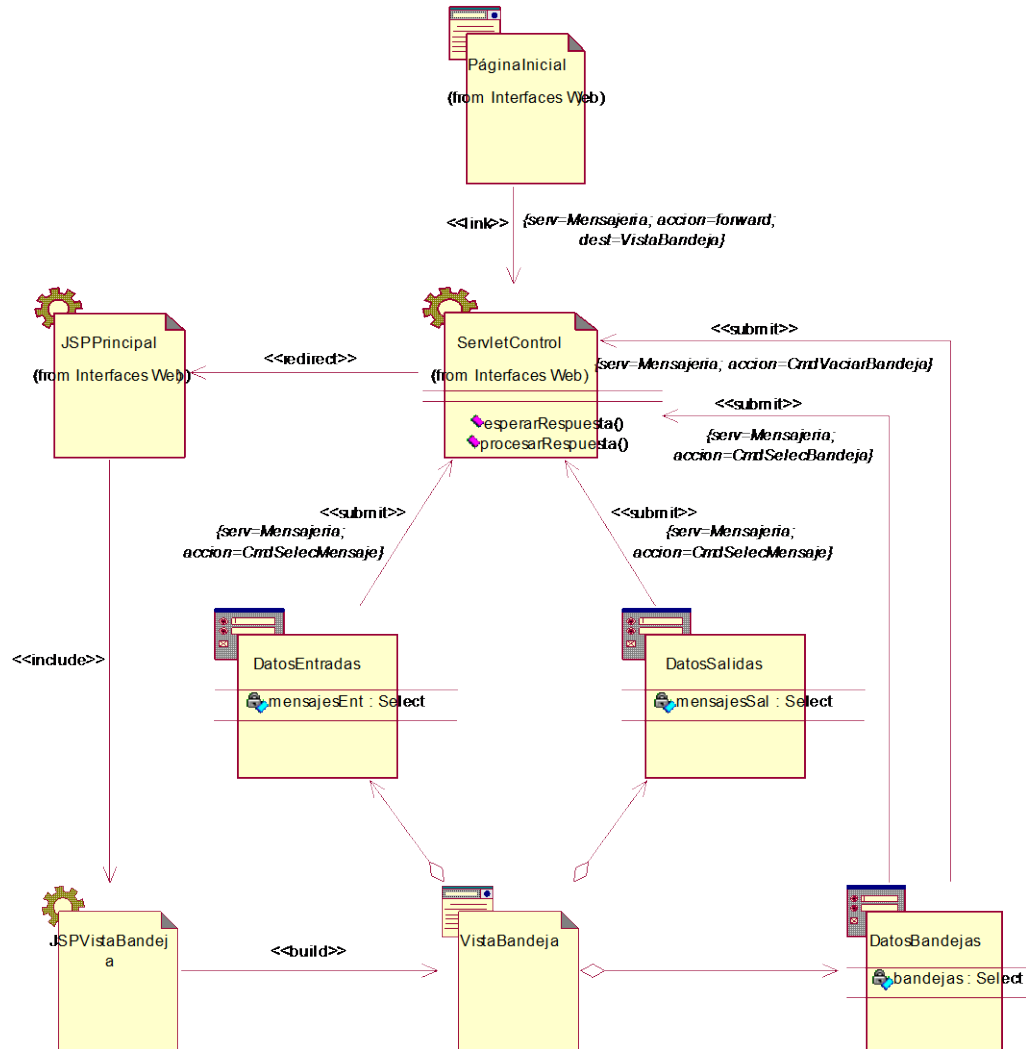 PáginaInicial
(from Interfaces Web)
<<link>>
{serv=Mensajeria; accion=forward;
dest=VistaBandeja}
JSPPrincipal
(from Interfaces Web)
<<redirect>>
ServletControl
(from Interfaces Web)
esperarRespuesta()
procesarRespuesta()
<<submit>>
{serv=Mensajeria; accion=CmdVaciarBandeja}
<<submit>>
{serv=Mensajeria;
accion=CmdSelecBandeja}
<<submit>>
{serv=Mensajeria;
accion=CmdSelecMensaje}
<<submit>>
{serv=Mensajeria;
accion=CmdSelecMensaje}
<<include>>
DatosEntradas
mensajesEnt : Select
DatosSalidas
mensajesSal : Select
JSPVistaBandej
a
<<build>>
VistaBandeja
DatosBandejas
bandejas : Select